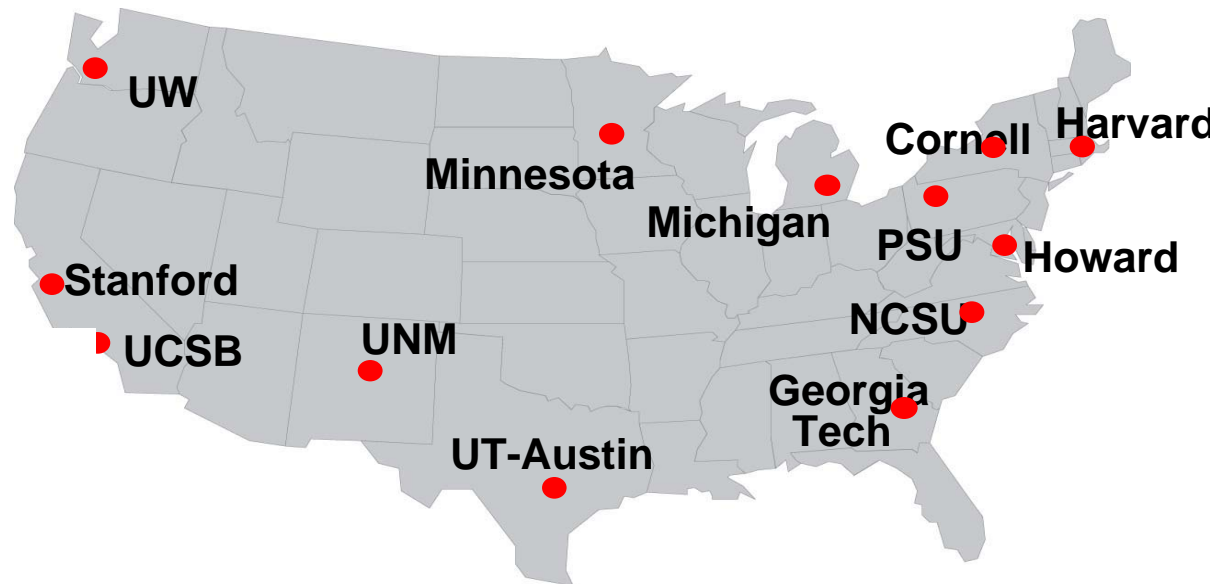 UW
Cornell
Harvard
Minnesota
Michigan
PSU
Howard
Stanford
NCSU
UCSB
UNM
Georgia
Tech
UT-Austin